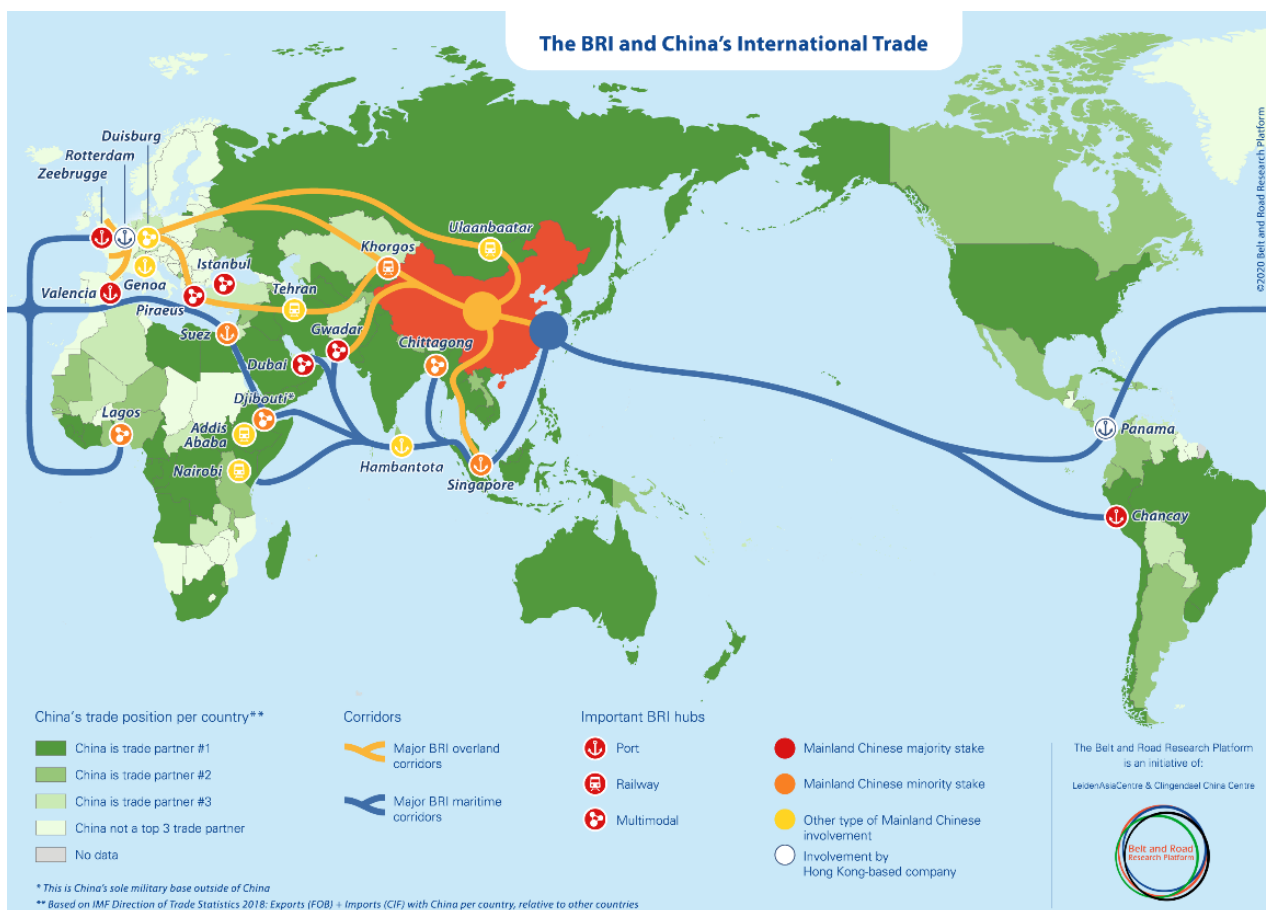 The BRI and China's International Trade
©2020 Belt and Road Research Platform
Duisburg
Rotterdam
Zeebrugge
Ulaanbaatar
Khorgos
Istanbul
Genoa
Tehran
Valencia
Piraeus
Gwadar
Suez
Chittagong
Dubai
Djibouti*
Lagos
Addis
Ababa
Panama
Nairobi
Hambantota
Singapore
Chancay
China's trade position per country**
China is trade partner #1
China is trade partner #2
China is trade partner #3
China not a top 3 trade partner
No data
Corridors
Major BRI overland
corridors
Major BRI maritime
corridors
Important BRI hubs
Port
Railway
Multimodal
Mainland Chinese majority stake
Mainland Chinese minority stake
Other type of Mainland Chinese
involvement
Involvement by
Hong Kong-based company
The Belt and Road Research Platform
is an initiative of:
LeidenAsiaCentre & Clingendael China Centre
Belt and Road
Research Platform
* This is China's sole military base outside of China
** Based on IMF Direction of Trade Statistics 2018: Exports (FOB) + Imports (CIF) with China per country, relative to other countries